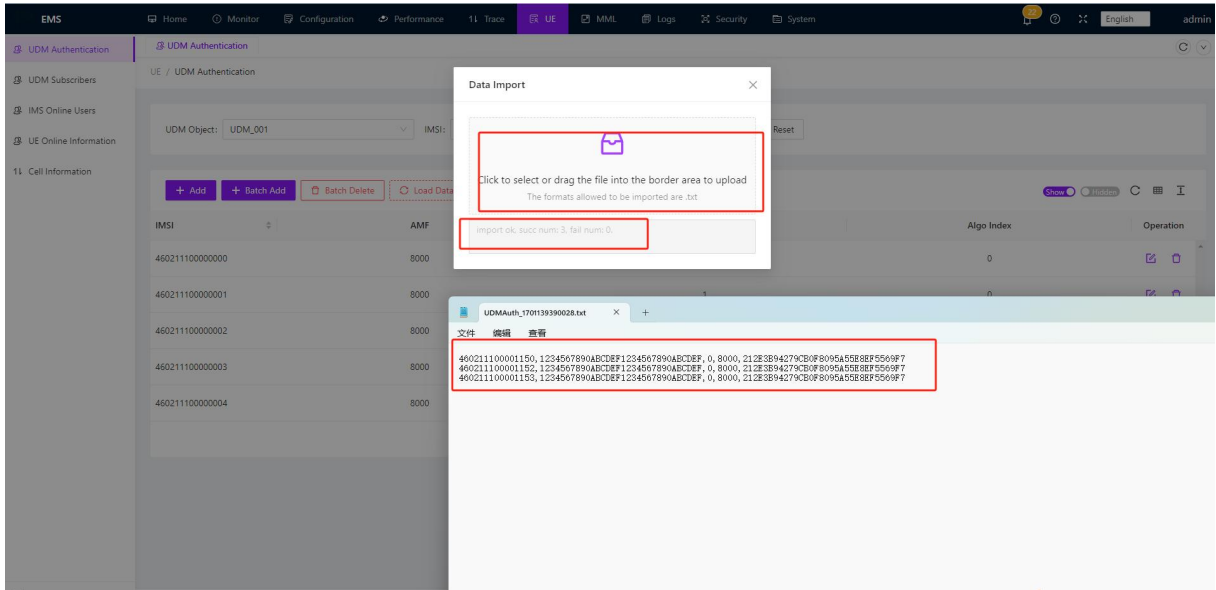 EMS Home Monitor Configuration Performance Trace UE MML Logs Security System 22 English admin
UDM Authentication
UDM Authentication
UE / UDM Authentication
UDM Subscribers
IMS Online Users
UE Online Information
Cell Information
UDM Object: UDM_001 IMSI: Reset
Data Import
Click to select or drag the file into the border area to upload
The formats allowed to be imported are .txt
import ok, succ num: 3, fail num: 0.
+ Add + Batch Add Batch Delete Load Data Show Hidden
IMSI AMF Algo Index Operation
460211100000000 8000 0
460211100000001 8000 1 0
460211100000002 8000
460211100000003 8000
460211100000004 8000
UDMAuth_1701139390028.txt × +
文件 编辑 查看
460211100001150,1234567890ABCDEF1234567890ABCDEF,0,8000,212E3B94279CB0F8095A55E8EF5569F7
460211100001152,1234567890ABCDEF1234567890ABCDEF,0,8000,212E3B94279CB0F8095A55E8EF5569F7
460211100001153,1234567890ABCDEF1234567890ABCDEF,0,8000,212E3B94279CB0F8095A55E8EF5569F7